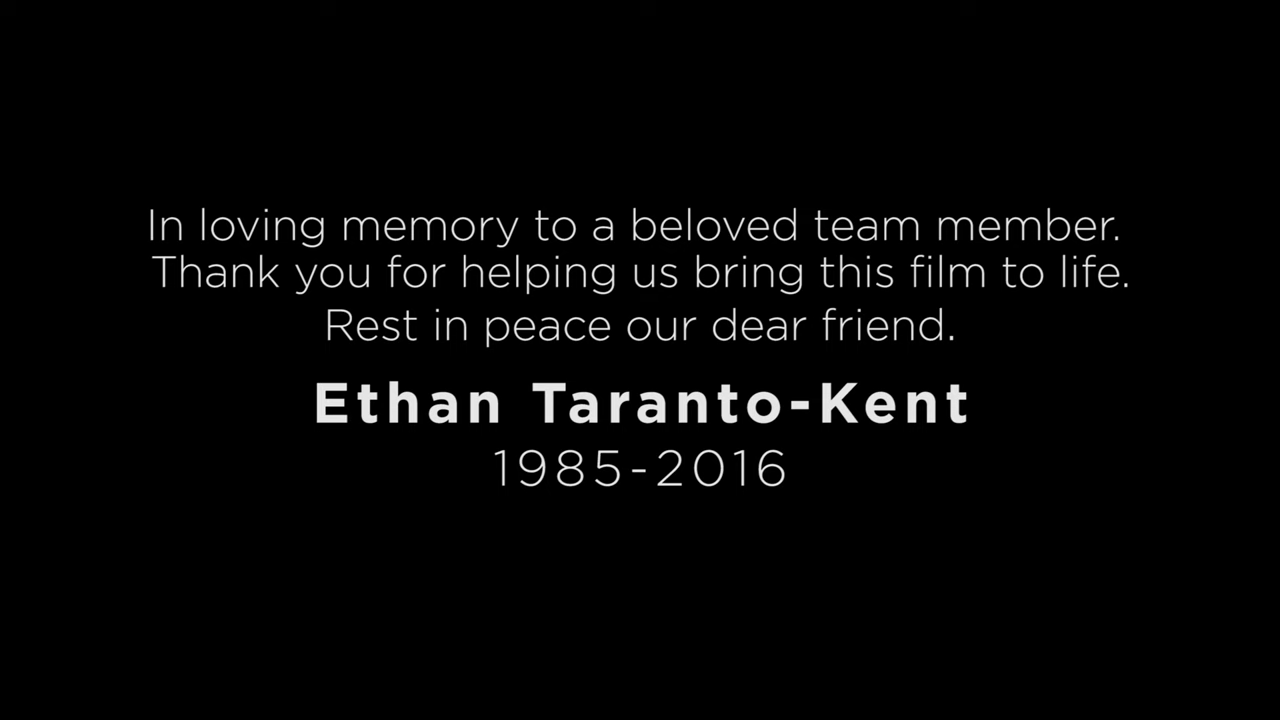 In loving memory to a beloved team member.
Thank you for helping us bring this film to life.
Rest in peace our dear friend.
Ethan Taranto-Kent
1985-2016